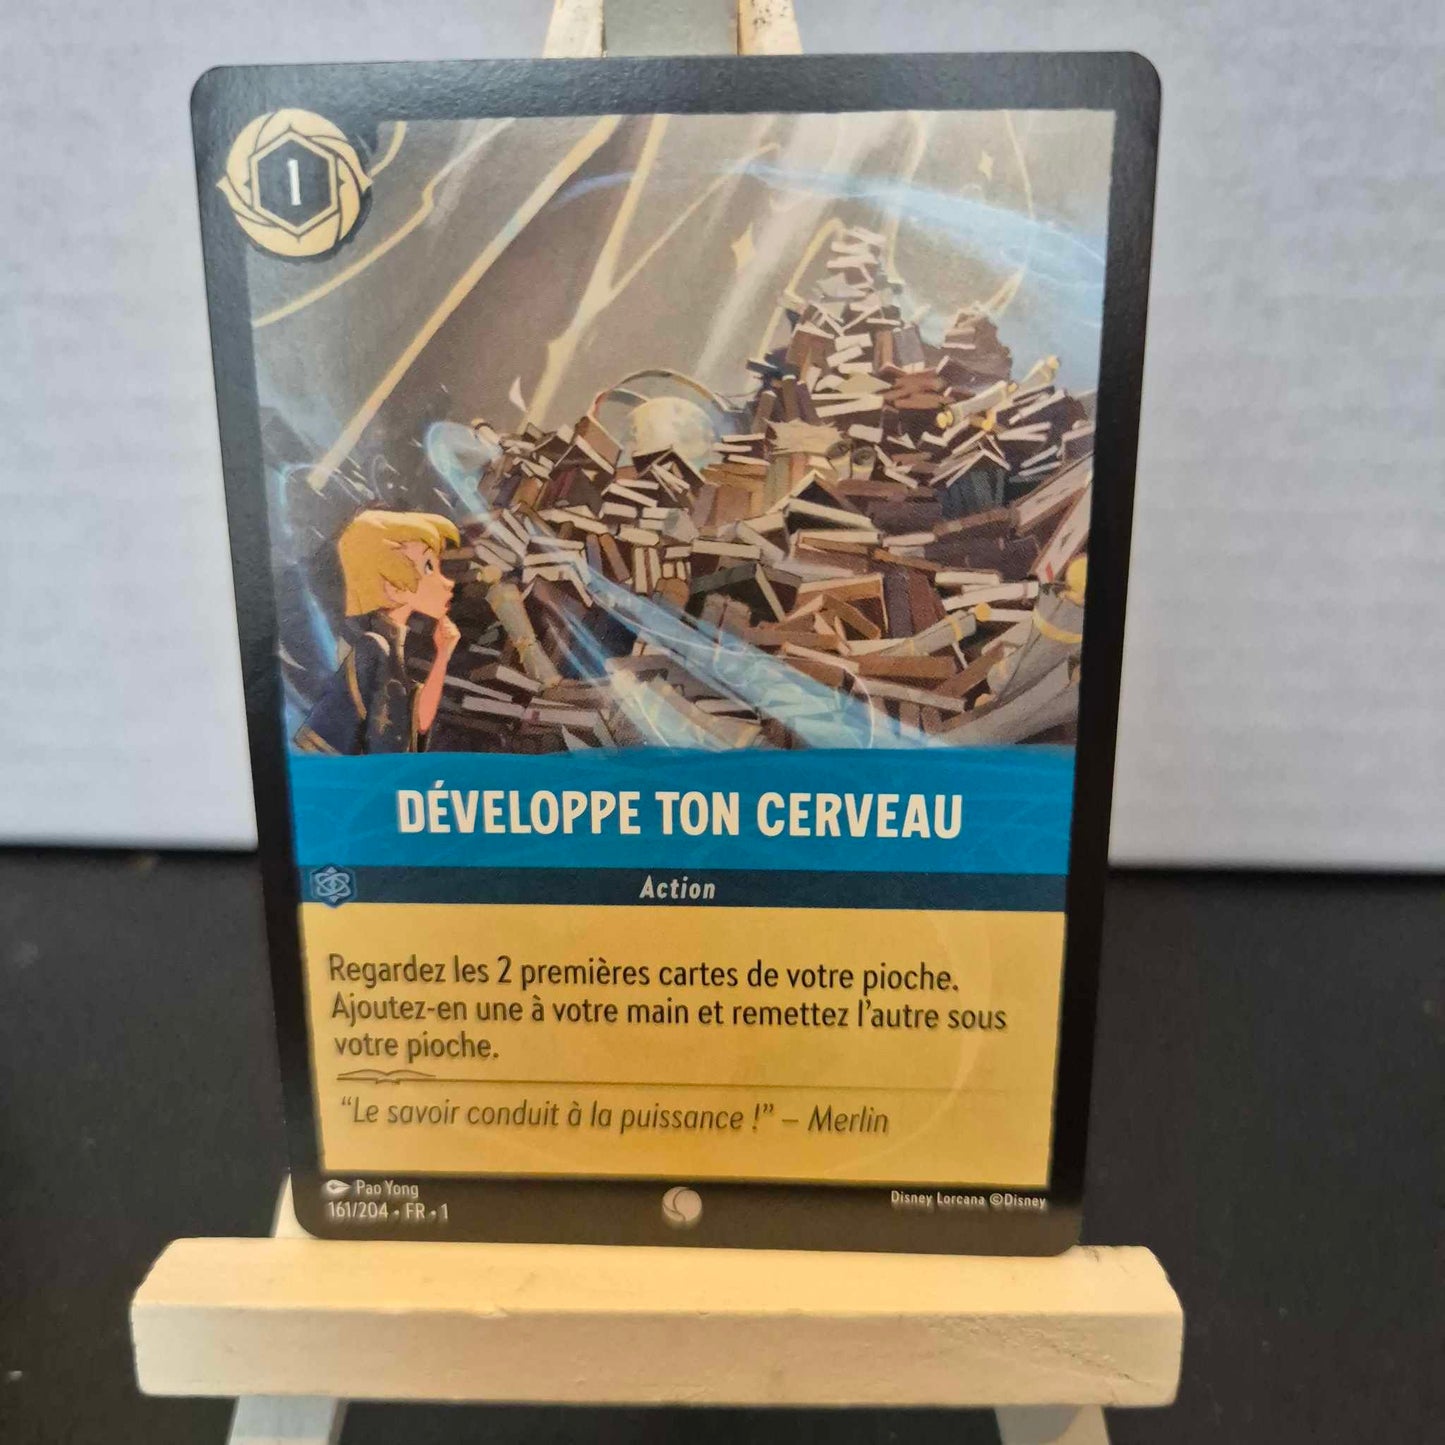 1
DÉVELOPPE TON CERVEAU
Action
Regardez les 2 premières cartes de votre pioche.
Ajoutez-en une à votre main et remettez l'autre sous
votre pioche.
“Le savoir conduit à la puissance !” – Merlin
Pao Yong
161/204 • FR • 1
Disney Lorcana ©Disney